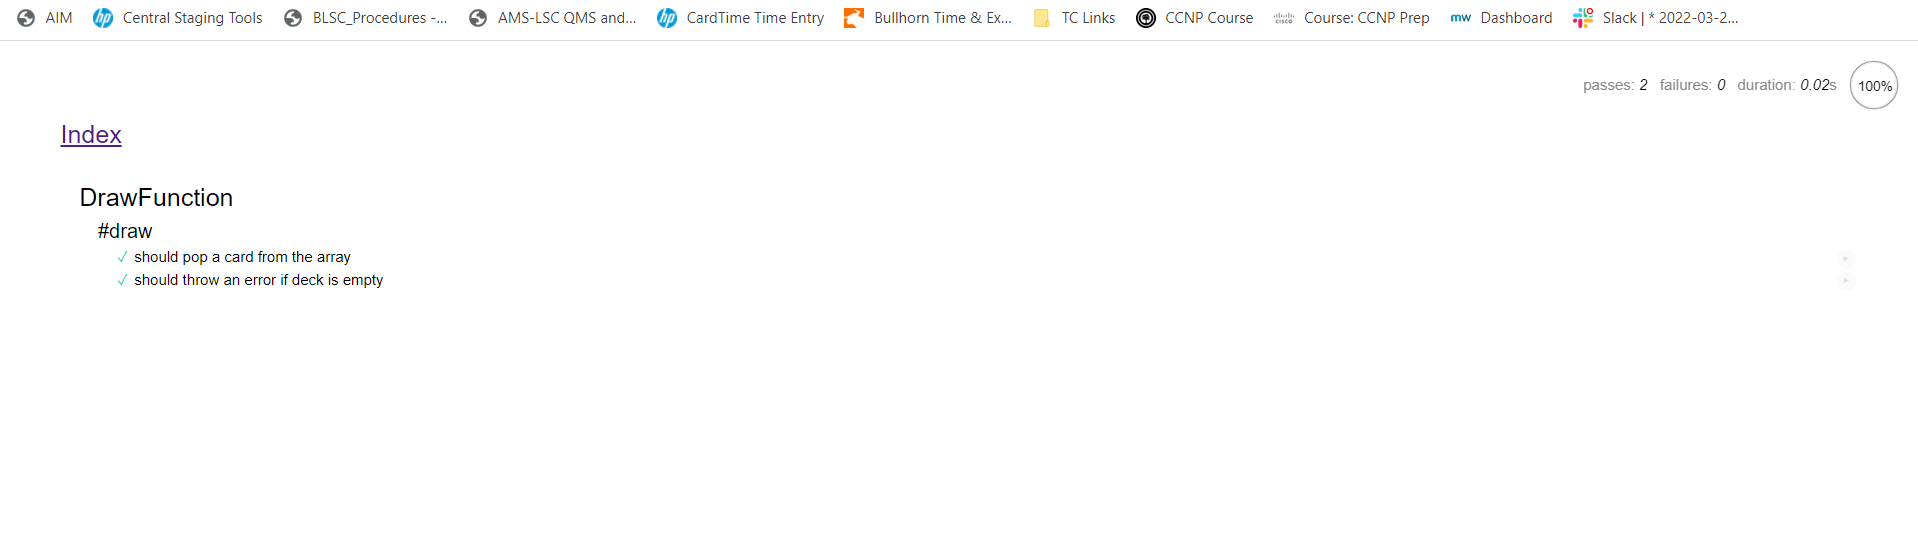 AIM Central Staging Tools BLSC_Procedures -... AMS-LSC QMS and... CardTime Time Entry Bullhorn Time & Ex... TC Links CCNP Course Course: CCNP Prep mw Dashboard Slack | * 2022-03-2...
passes: 2 failures: 0 duration: 0.02s 100%
Index
DrawFunction
#draw
✓ should pop a card from the array
✓ should throw an error if deck is empty